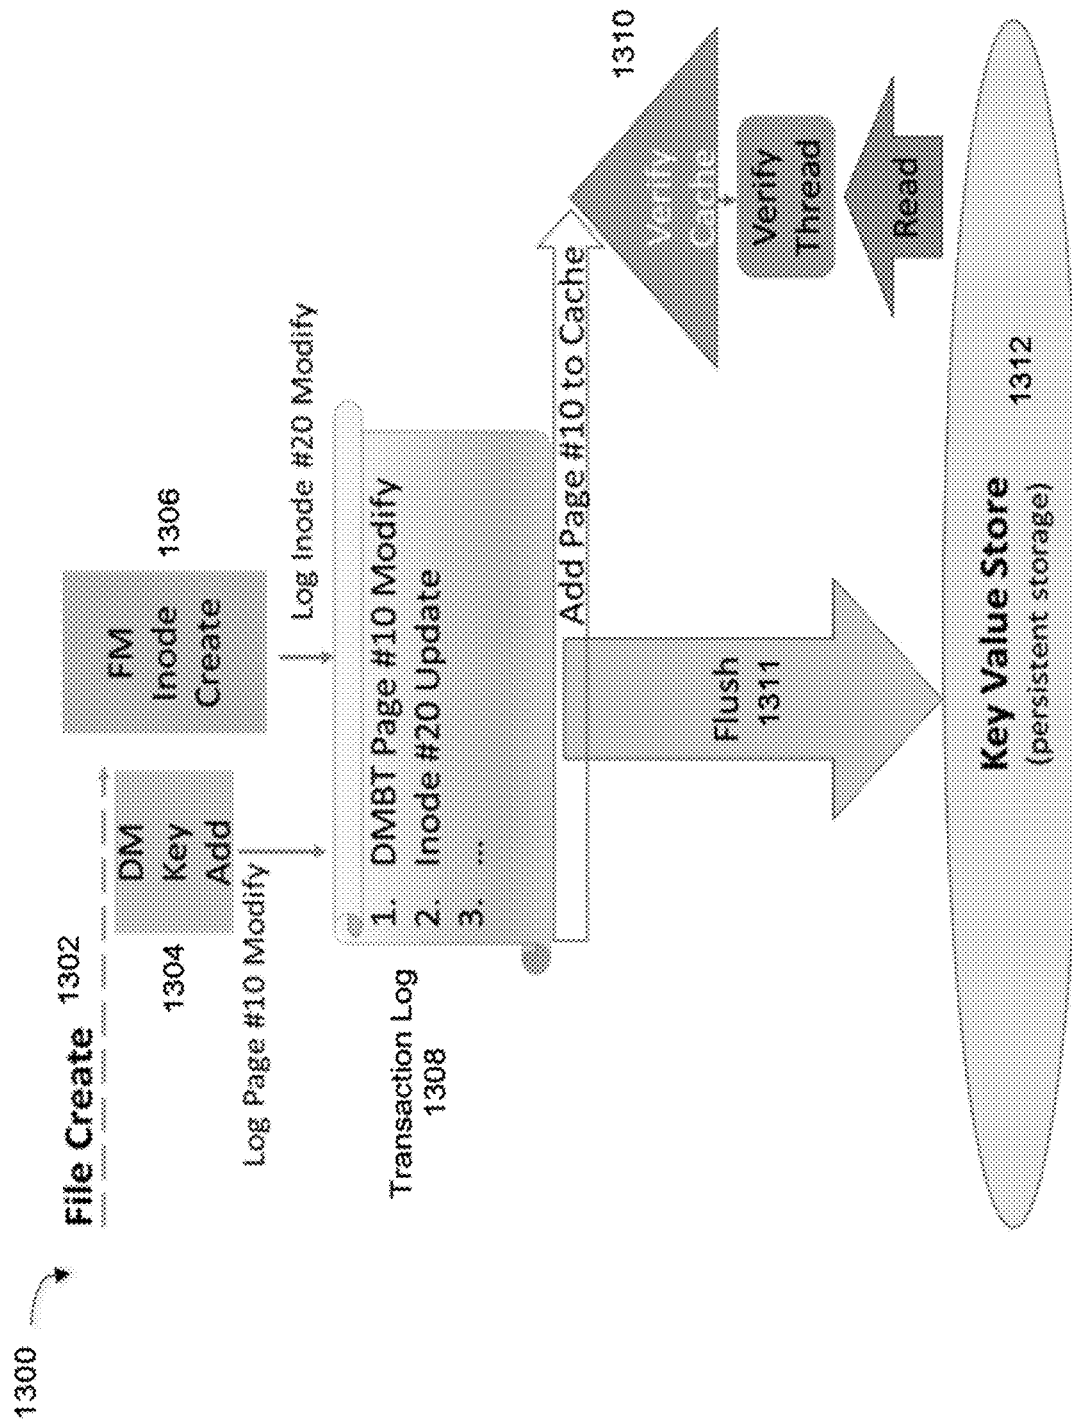 1300
File Create 1302
1304
DM
Key
Add
FM
Inode
Create
1306
Log Page #10 Modify
Log Inode #20 Modify
Transaction Log
1308
1. DMBT Page #10 Modify
2. Inode #20 Update
3. ...
Add Page #10 to Cache
1310
Verify
Cache
Verify
Thread
Read
Flush
1311
Key Value Store
(persistent storage)
1312